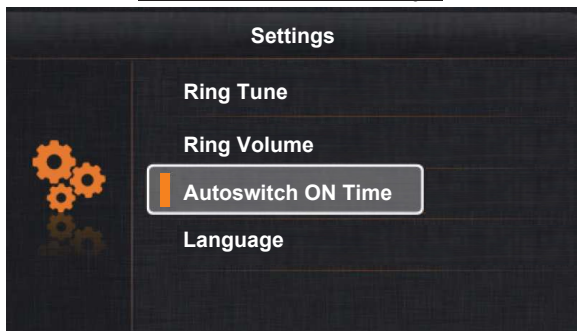 Settings
Ring Tune
Ring Volume
Autoswitch ON Time
Language